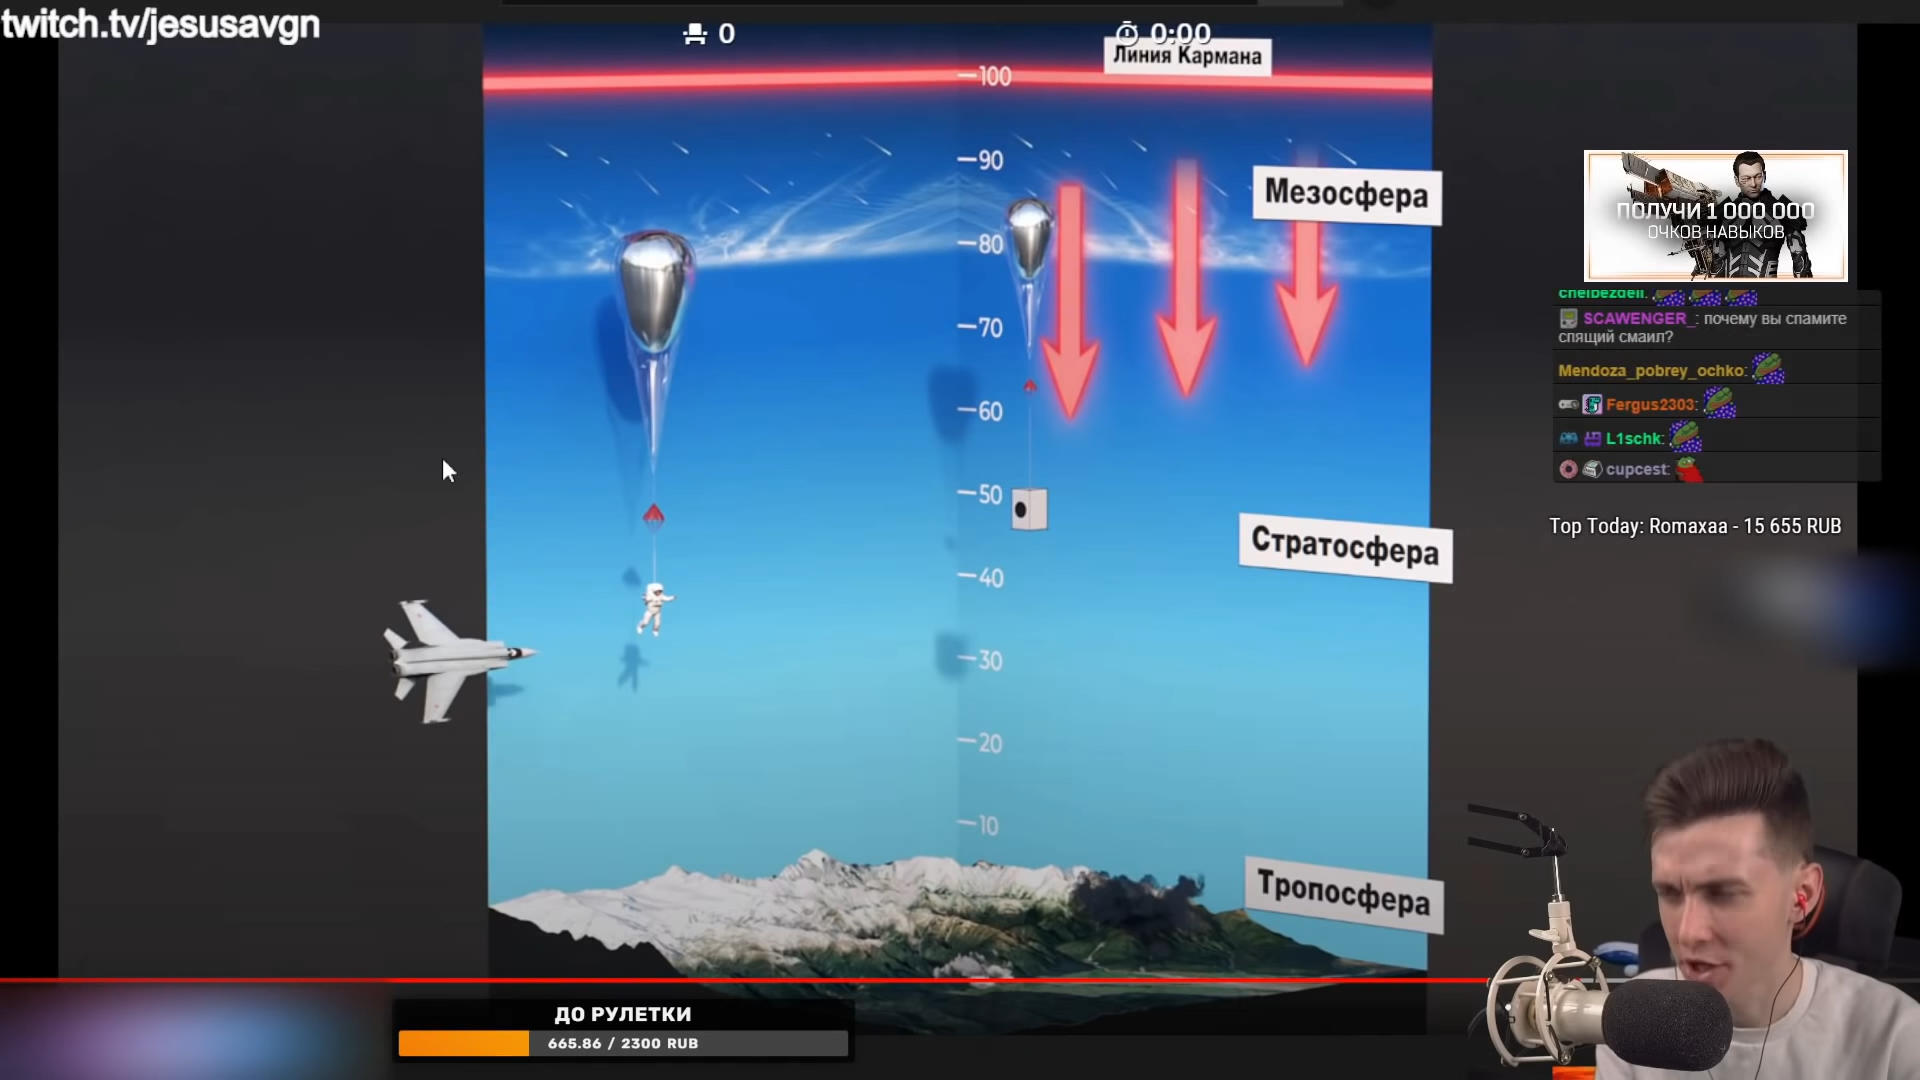 twitch.tv/jesusavgn
0
0:00
Линия Кармана
100
90
Мезосфера
80
70
60
50
Стратосфера
40
30
20
10
Тропосфера
ПОЛУЧИ 1 000 000
ОЧКОВ НАВЫКОВ
chelbezdeil:
SCAWENGER_: почему вы спамите
спящий смаил?
Mendoza_pobrey_ochko:
Fergus2303:
L1schk:
cupcest:
Top Today: Romaxaa - 15 655 RUB
ДО РУЛЕТКИ
665.86 / 2300 RUB